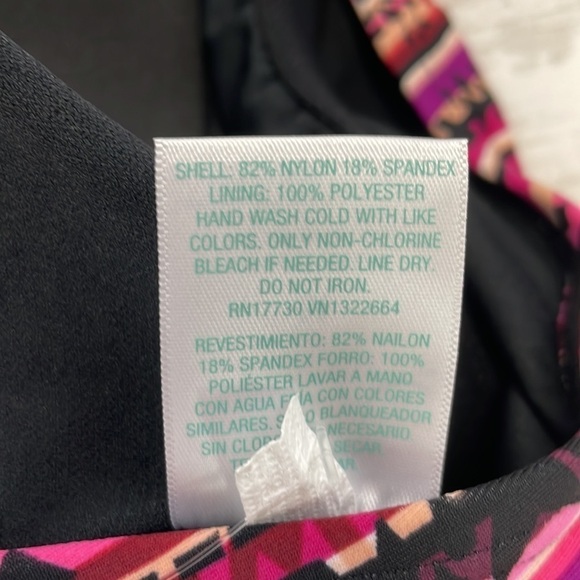 SHELL: 82% NYLON 18% SPANDEX
LINING: 100% POLYESTER
HAND WASH COLD WITH LIKE
COLORS. ONLY NON-CHLORINE
BLEACH IF NEEDED. LINE DRY.
DO NOT IRON.
RN17730 VN1322664
REVESTIMIENTO: 82% NAILON
18% SPANDEX FORRO: 100%
POLIÉSTER LAVAR A MANO
CON AGUA FRIA CON COLORES
SIMILARES. BLANQUEADOR
NECESARIO
SIN SECAR